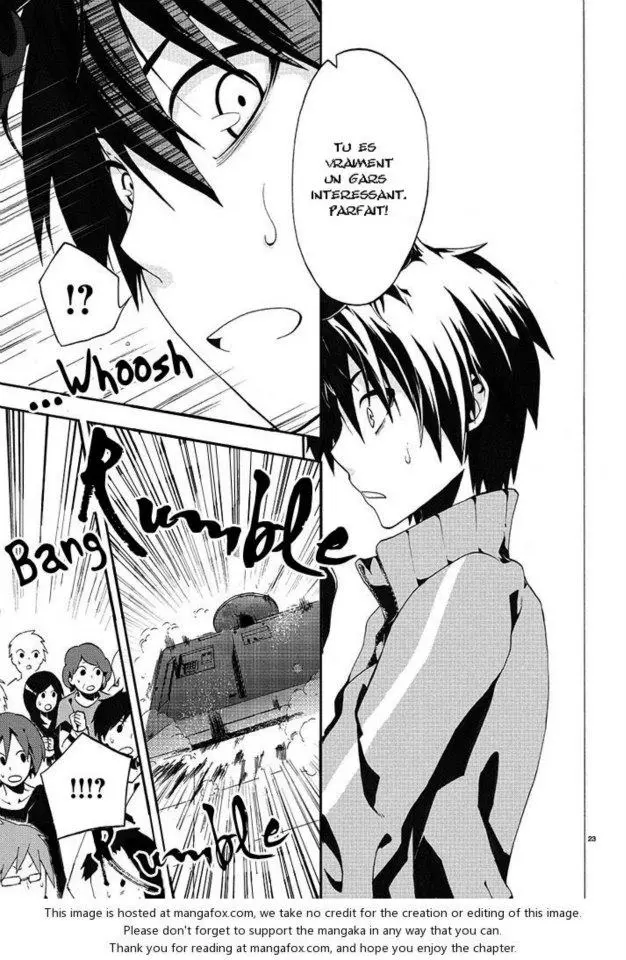 TU ES
VRAIMENT
UN GARS
INTERESSANT.
PARFAIT!
!?
...Whoosh
Rumble
Bang
!!!?
Rumble
23
This image is hosted at mangafox.com, we take no credit for the creation or editing of this image.
Please don't forget to support the mangaka in any way that you can.
Thank you for reading at mangafox.com, and hope you enjoy the chapter.